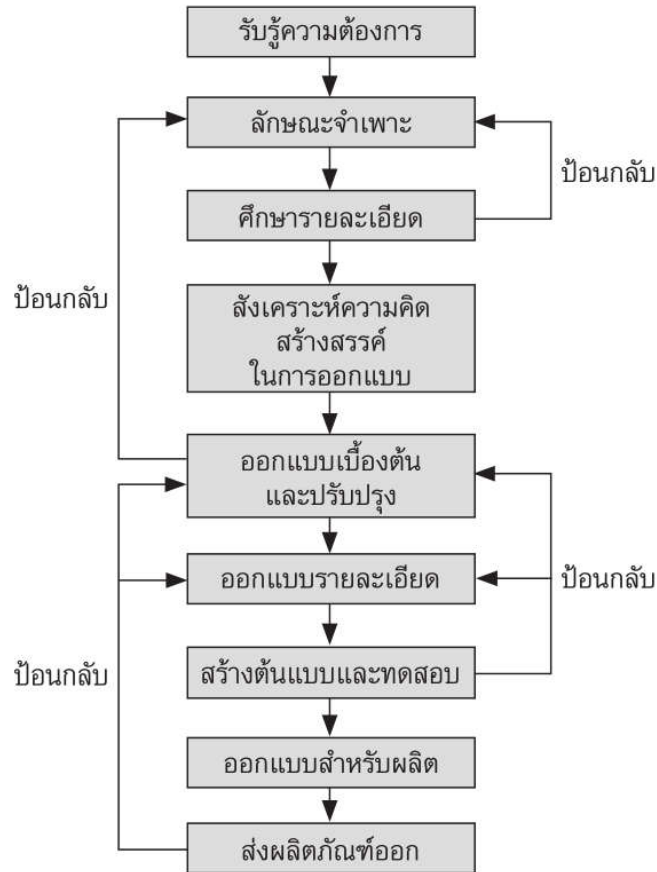 รับรู้ความต้องการ
ลักษณะจำเพาะ
ป้อนกลับ
ศึกษารายละเอียด
ป้อนกลับ
สังเคราะห์ความคิด
สร้างสรรค์
ในการออกแบบ
ออกแบบเบื้องต้น
และปรับปรุง
ออกแบบรายละเอียด
ป้อนกลับ
ป้อนกลับ
สร้างต้นแบบและทดสอบ
ออกแบบสำหรับผลิต
ส่งผลิตภัณฑ์ออก